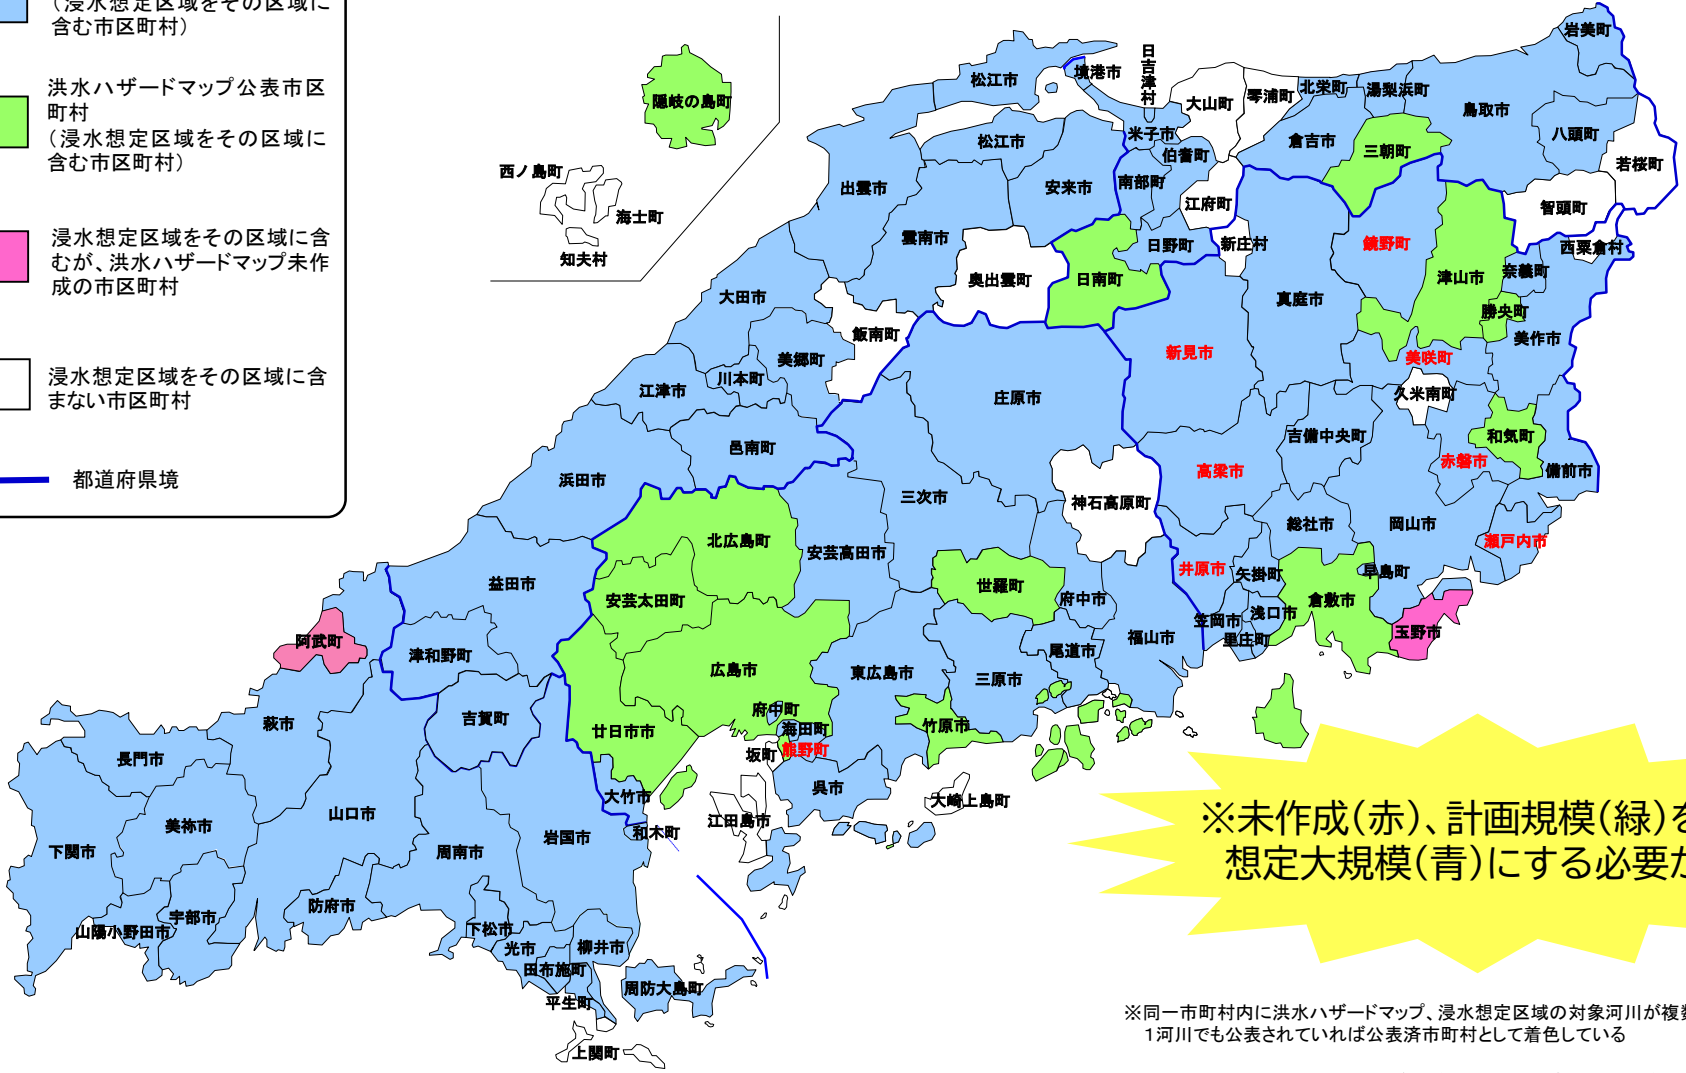 （浸水想定区域をその区域に
含む市区町村）
洪水ハザードマップ公表市区
町村
（浸水想定区域をその区域に
含む市区町村）
浸水想定区域をその区域に含
むが、洪水ハザードマップ未作
成の市区町村
浸水想定区域をその区域に含
まない市区町村
都道府県境
隠岐の島町
西ノ島町
海士町
知夫村
岩美町
日吉津村
境港市
松江市
大山町
琴浦町
北栄町
湯梨浜町
鳥取市
八頭町
若桜町
松江市
米子市
伯耆町
倉吉市
三朝町
出雲市
安来市
南部町
江府町
智頭町
雲南市
日野町
新庄村
鏡野町
西粟倉村
奥出雲町
日南町
真庭市
津山市
奈義町
大田市
勝央町
飯南町
美作市
美郷町
新見市
美咲町
川本町
江津市
庄原市
久米南町
邑南町
吉備中央町
和気町
浜田市
高梁市
赤磐市
備前市
三次市
神石高原町
総社市
岡山市
北広島町
安芸高田市
瀬戸内市
益田市
世羅町
井原市
矢掛町
早島町
安芸太田町
府中市
倉敷市
笠岡市
浅口市
里庄町
玉野市
阿武町
津和野町
福山市
尾道市
広島市
東広島市
三原市
萩市
吉賀町
府中町
海田町
竹原市
廿日市市
坂町
熊野町
長門市
呉市
大竹市
大崎上島町
山口市
江田島市
美祢市
和木町
岩国市
下関市
周南市
防府市
宇部市
山陽小野田市
下松市
光市
柳井市
田布施町
周防大島町
平生町
上関町
※未作成（赤）、計画規模（緑）を
想定大規模（青）にする必要が
※同一市町村内に洪水ハザードマップ、浸水想定区域の対象河川が複数
1河川でも公表されていれば公表済市町村として着色している